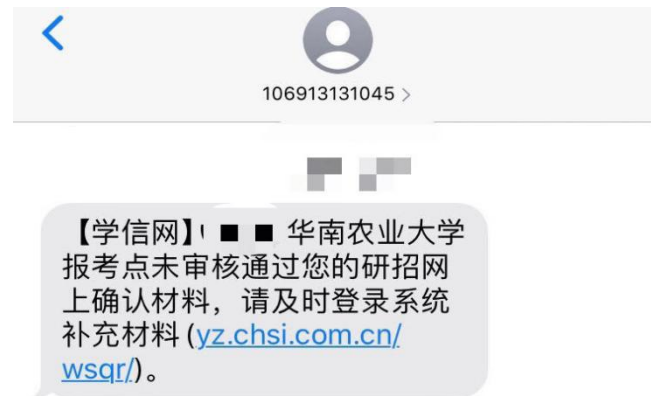 106913131045 >
【学信网】 华南农业大学
报考点未审核通过您的研招网
上确认材料，请及时登录系统
补充材料 (yz.chsi.com.cn/
wsqr/)。